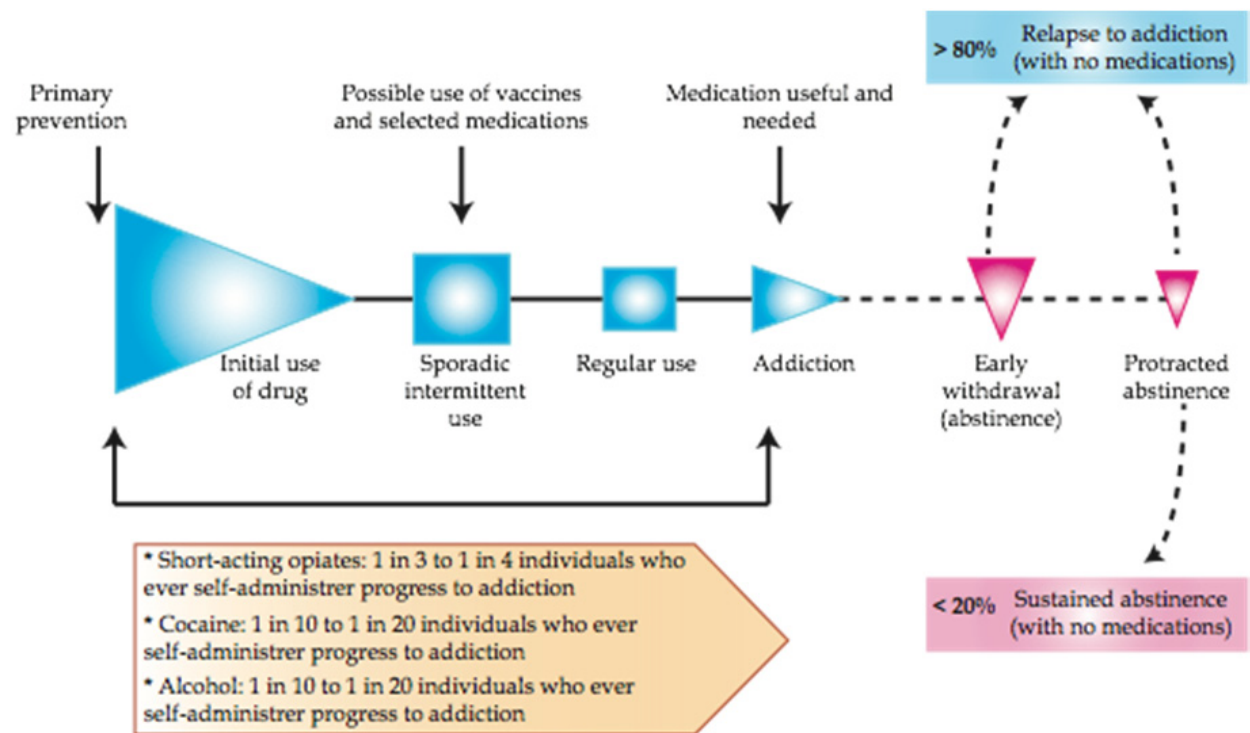 Primary
prevention
Possible use of vaccines
and selected medications
Medication useful and
needed
> 80%
Relapse to addiction
(with no medications)
Initial use
of drug
Sporadic
intermittent
use
Regular use
Addiction
Early
withdrawal
(abstinence)
Protracted
abstinence
* Short-acting opiates: 1 in 3 to 1 in 4 individuals who
ever self-administrer progress to addiction
* Cocaine: 1 in 10 to 1 in 20 individuals who ever
self-administrer progress to addiction
* Alcohol: 1 in 10 to 1 in 20 individuals who ever
self-administrer progress to addiction
< 20%
Sustained abstinence
(with no medications)